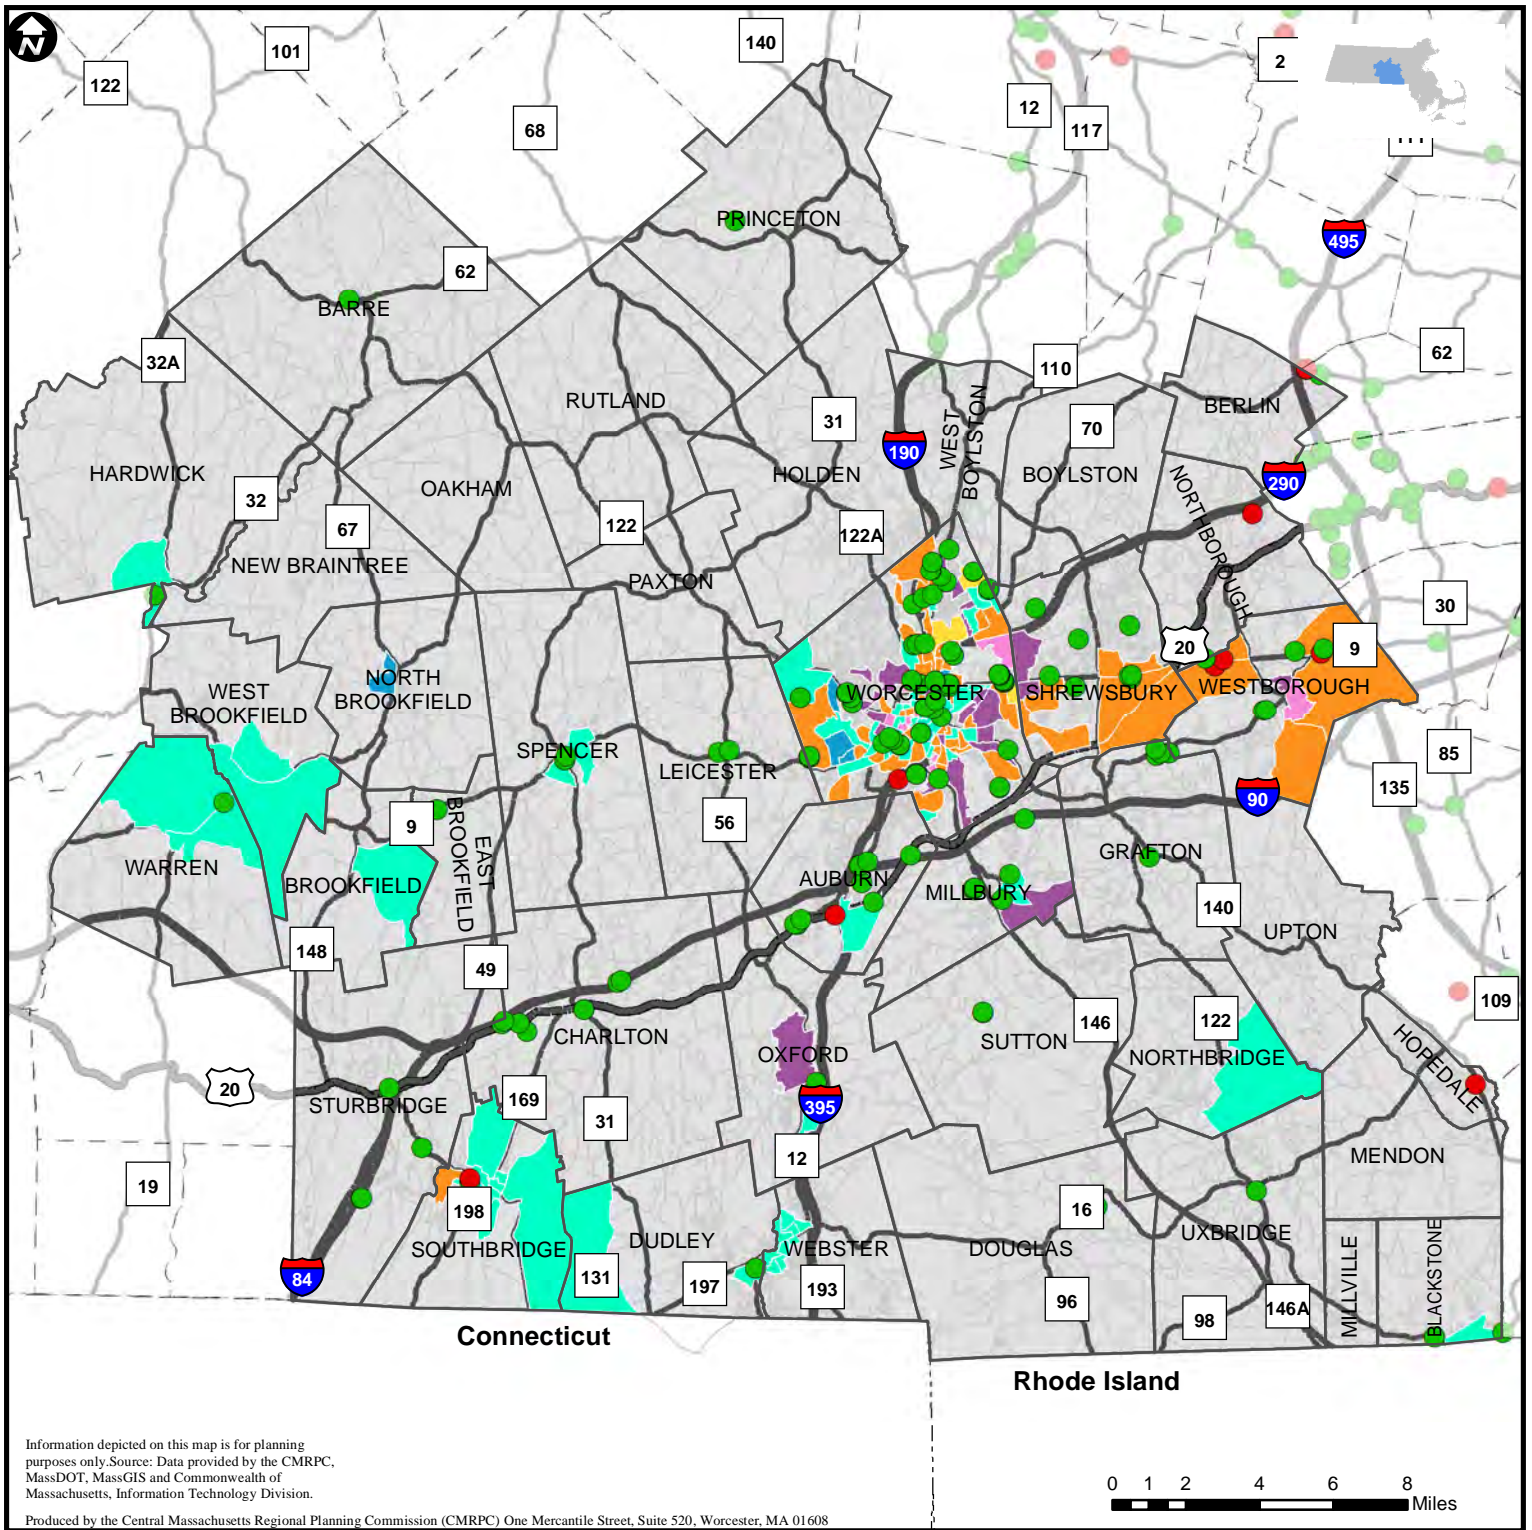 N
101
140
122
2
12
117
68
495
PRINCETON
62
BARRE
32A
110
62
RUTLAND
BERLIN
31
70
190
WEST
BOYLSTON
HARDWICK
HOLDEN
BOYLSTON
290
OAKHAM
32
NORTHBOROUGH
67
122
122A
NEW BRAINTREE
PAXTON
30
20
9
NORTH
BROOKFIELD
WEST
BROOKFIELD
WORCESTER
SHREWSBURY
WESTBOROUGH
SPENCER
LEICESTER
85
135
90
56
9
EAST
BROOKFIELD
WARREN
BROOKFIELD
AUBURN
MILLBURY
GRAFTON
140
UPTON
148
49
109
146
122
CHARLTON
SUTTON
OXFORD
NORTHBRIDGE
HOPEDALE
20
STURBRIDGE
169
31
395
12
MENDON
19
198
16
SOUTHBRIDGE
DUDLEY
WEBSTER
DOUGLAS
UXBRIDGE
84
131
197
193
96
98
146A
MILLVILLE
BLACKSTONE
Connecticut
Rhode Island
Information depicted on this map is for planning
purposes only.Source: Data provided by the CMRPC,
MassDOT, MassGIS and Commonwealth of
Massachusetts, Information Technology Division.
0 1 2 4 6 8
Miles
Produced by the Central Massachusetts Regional Planning Commission (CMRPC) One Mercantile Street, Suite 520, Worcester, MA 01608